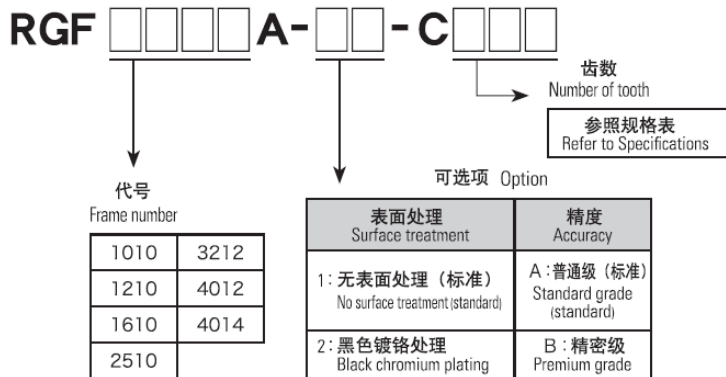 RGF □□□□ A-□□-C□□□
齿数
Number of tooth
参照规格表
Refer to Specifications
代号
Frame number
1010 3212
1210 4012
1610 4014
2510
可选项 Option
表面处理 精度
Surface treatment Accuracy
1：无表面处理（标准） A：普通级（标准）
No surface treatment (standard) Standard grade
(standard)
2：黑色镀铬处理 B：精密级
Black chromium plating Premium grade